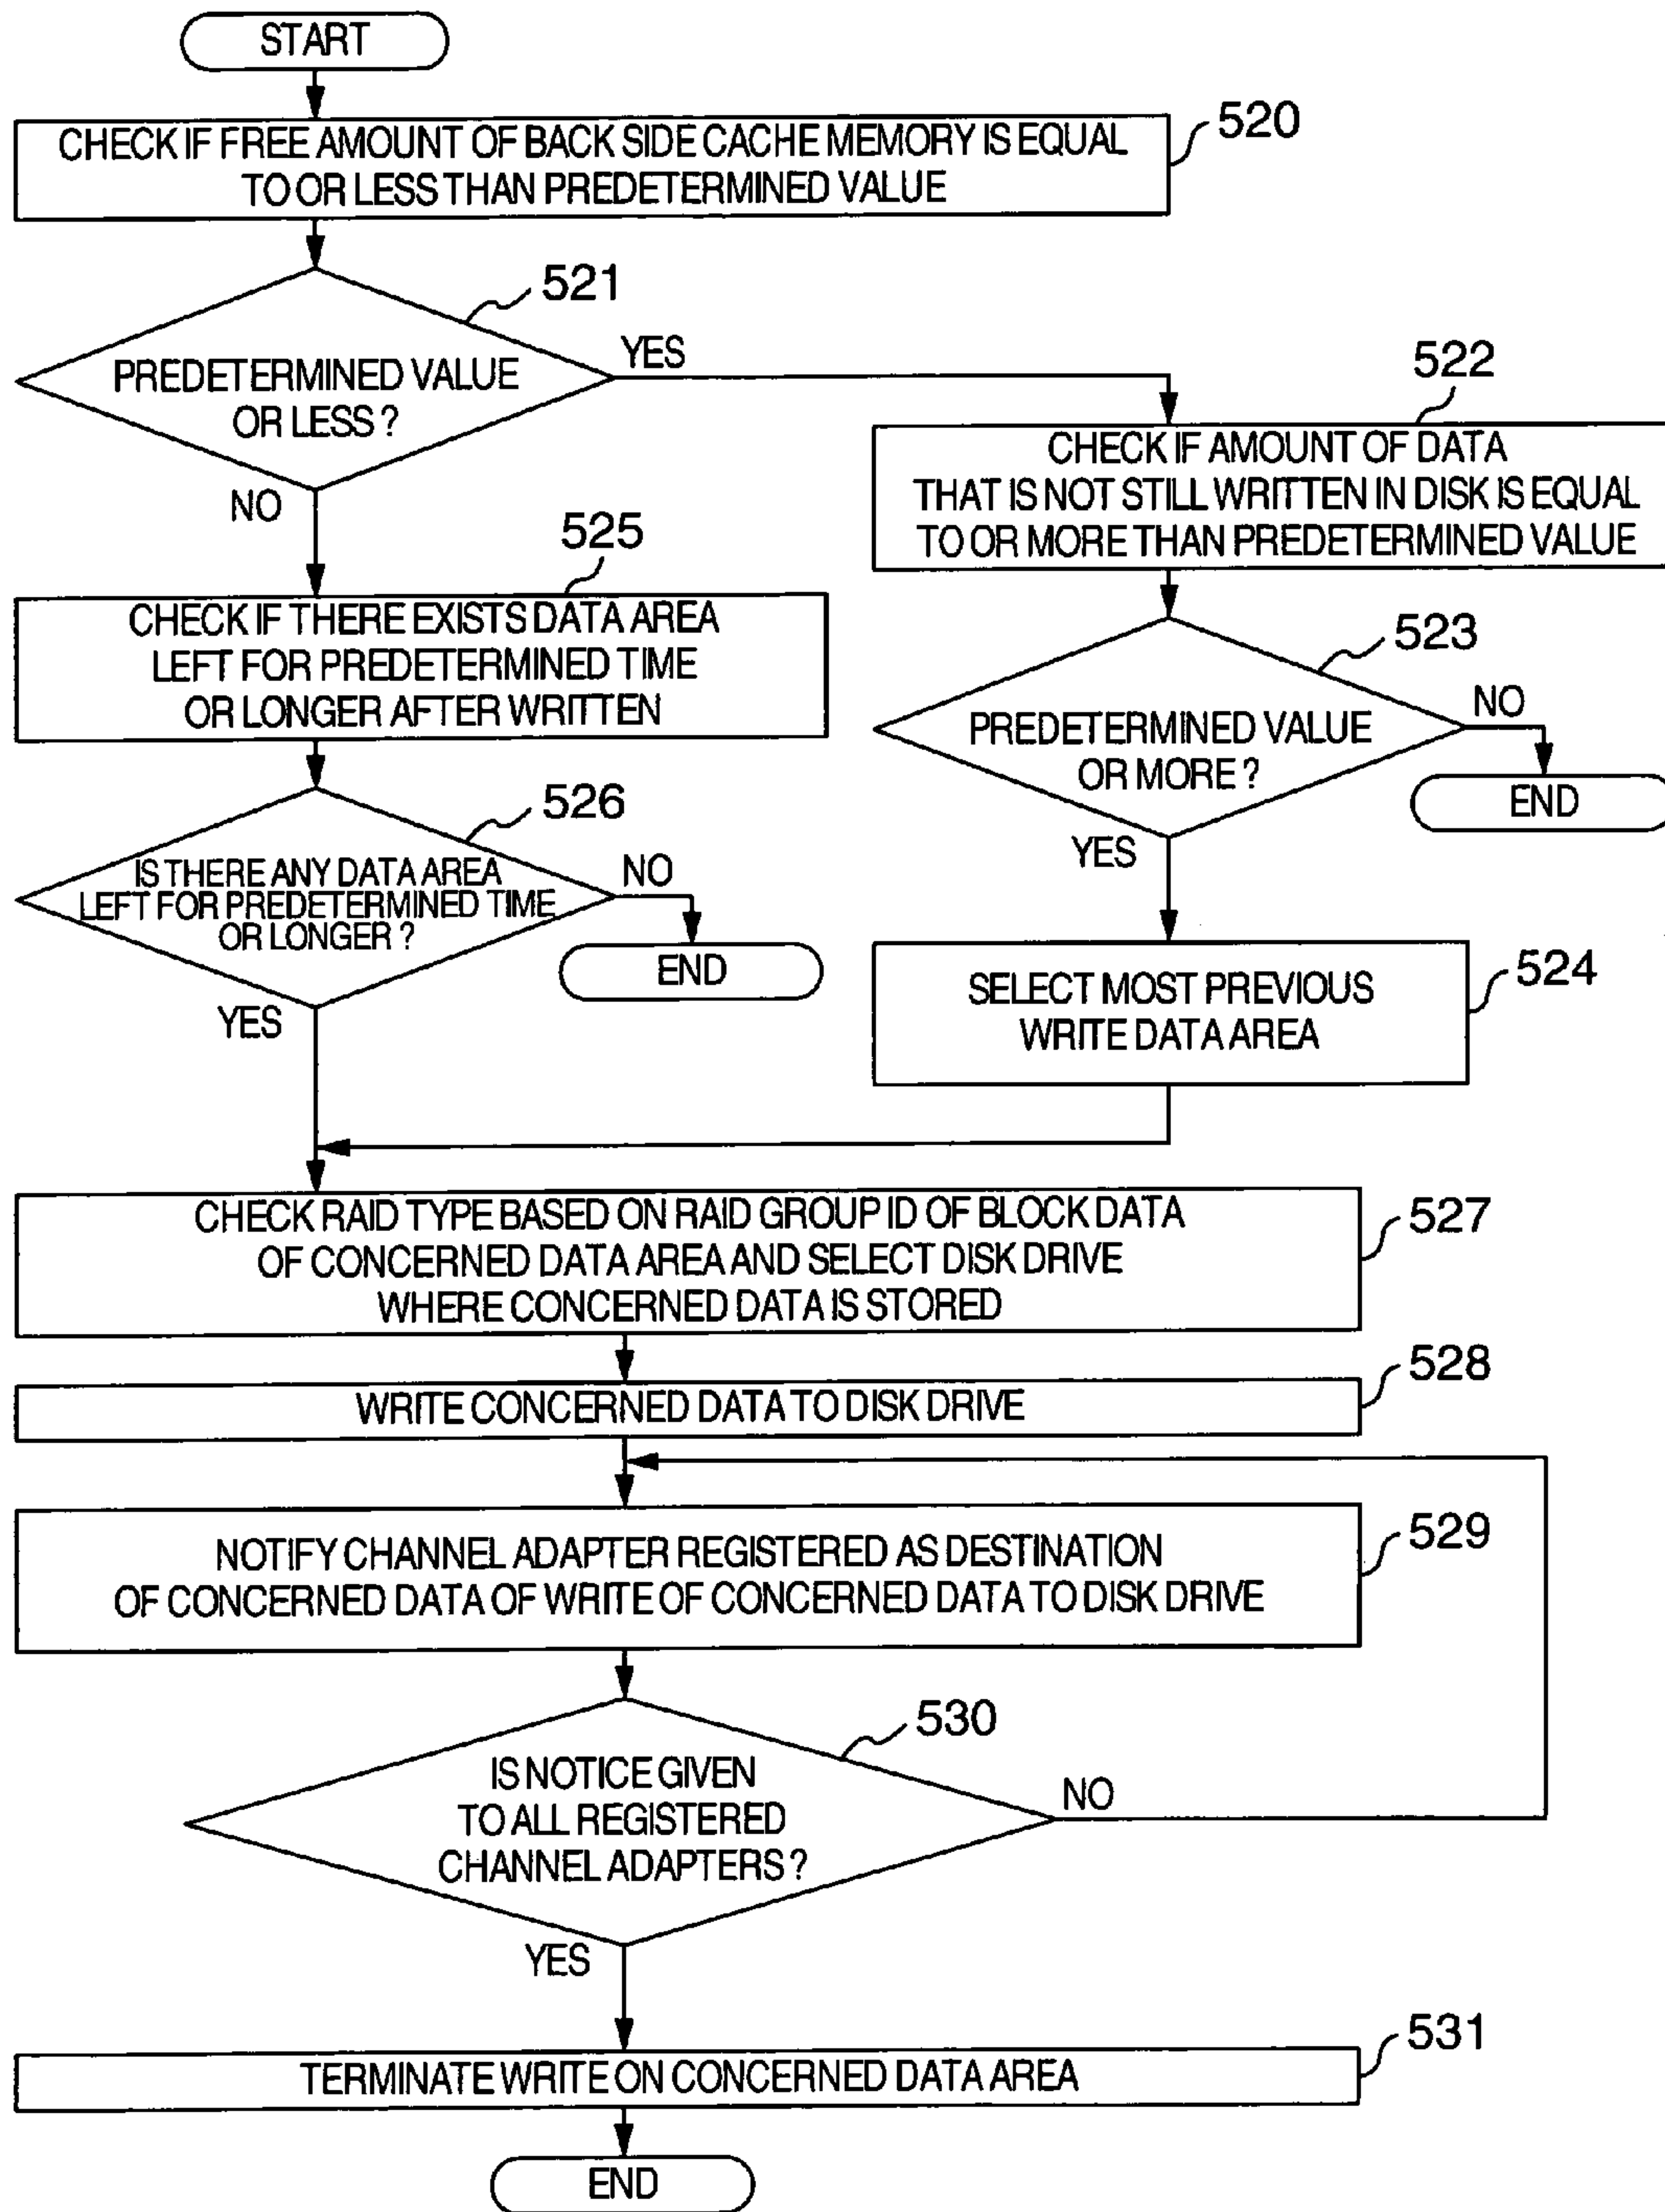 START
520
CHECK IF FREE AMOUNT OF BACK SIDE CACHE MEMORY IS EQUAL
TO OR LESS THAN PREDETERMINED VALUE
521
PREDETERMINED VALUE
OR LESS ?
YES
NO
522
CHECK IF AMOUNT OF DATA
THAT IS NOT STILL WRITTEN IN DISK IS EQUAL
TO OR MORE THAN PREDETERMINED VALUE
525
CHECK IF THERE EXISTS DATA AREA
LEFT FOR PREDETERMINED TIME
OR LONGER AFTER WRITTEN
523
PREDETERMINED VALUE
OR MORE ?
NO
END
YES
526
IS THERE ANY DATA AREA
LEFT FOR PREDETERMINED TIME
OR LONGER ?
NO
END
YES
524
SELECT MOST PREVIOUS
WRITE DATA AREA
527
CHECK RAID TYPE BASED ON RAID GROUP ID OF BLOCK DATA
OF CONCERNED DATA AREA AND SELECT DISK DRIVE
WHERE CONCERNED DATA IS STORED
528
WRITE CONCERNED DATA TO DISK DRIVE
529
NOTIFY CHANNEL ADAPTER REGISTERED AS DESTINATION
OF CONCERNED DATA OF WRITE OF CONCERNED DATA TO DISK DRIVE
530
IS NOTICE GIVEN
TO ALL REGISTERED
CHANNEL ADAPTERS ?
NO
YES
531
TERMINATE WRITE ON CONCERNED DATA AREA
END